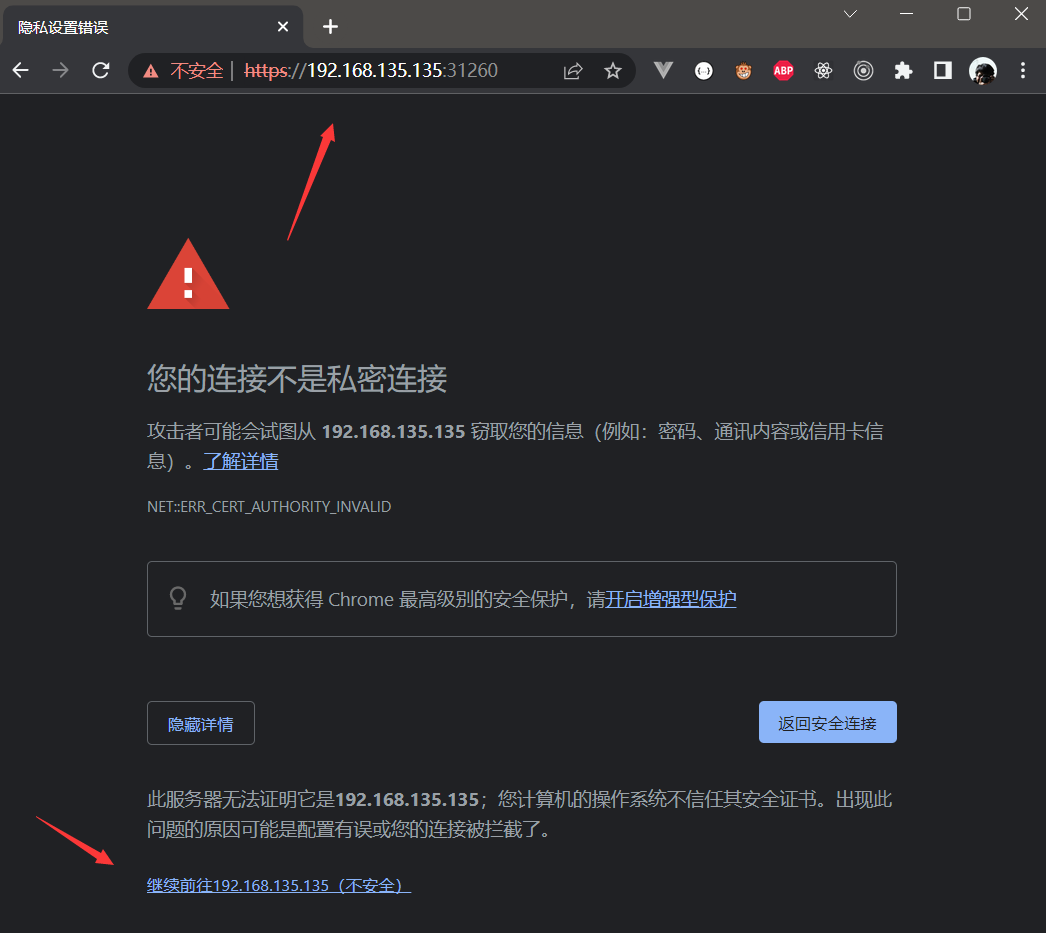 隐私设置错误
不安全 | https://192.168.135.135:31260
ABP
您的连接不是私密连接
攻击者可能会试图从 192.168.135.135 窃取您的信息（例如：密码、通讯内容或信用卡信
息）。了解详情
NET::ERR_CERT_AUTHORITY_INVALID
如果您想获得 Chrome 最高级别的安全保护，请开启增强型保护
隐藏详情
返回安全连接
此服务器无法证明它是192.168.135.135；您计算机的操作系统不信任其安全证书。出现此
问题的原因可能是配置有误或您的连接被拦截了。
继续前往192.168.135.135（不安全）